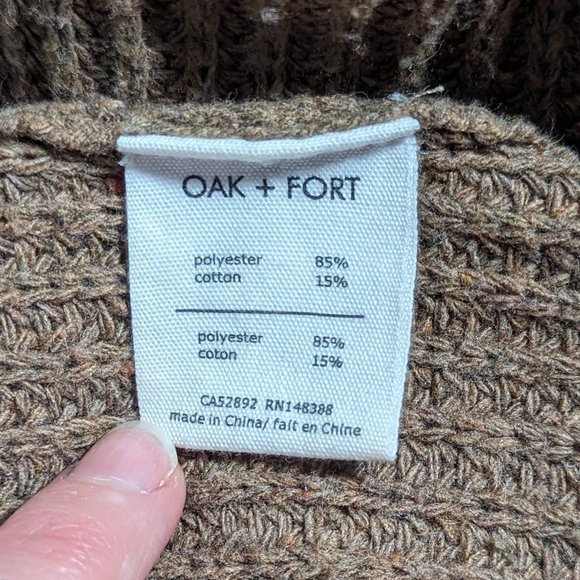 OAK + FORT
polyester 85%
cotton 15%
polyester 85%
coton 15%
CA52892 RN148388
made in China/ fait en Chine